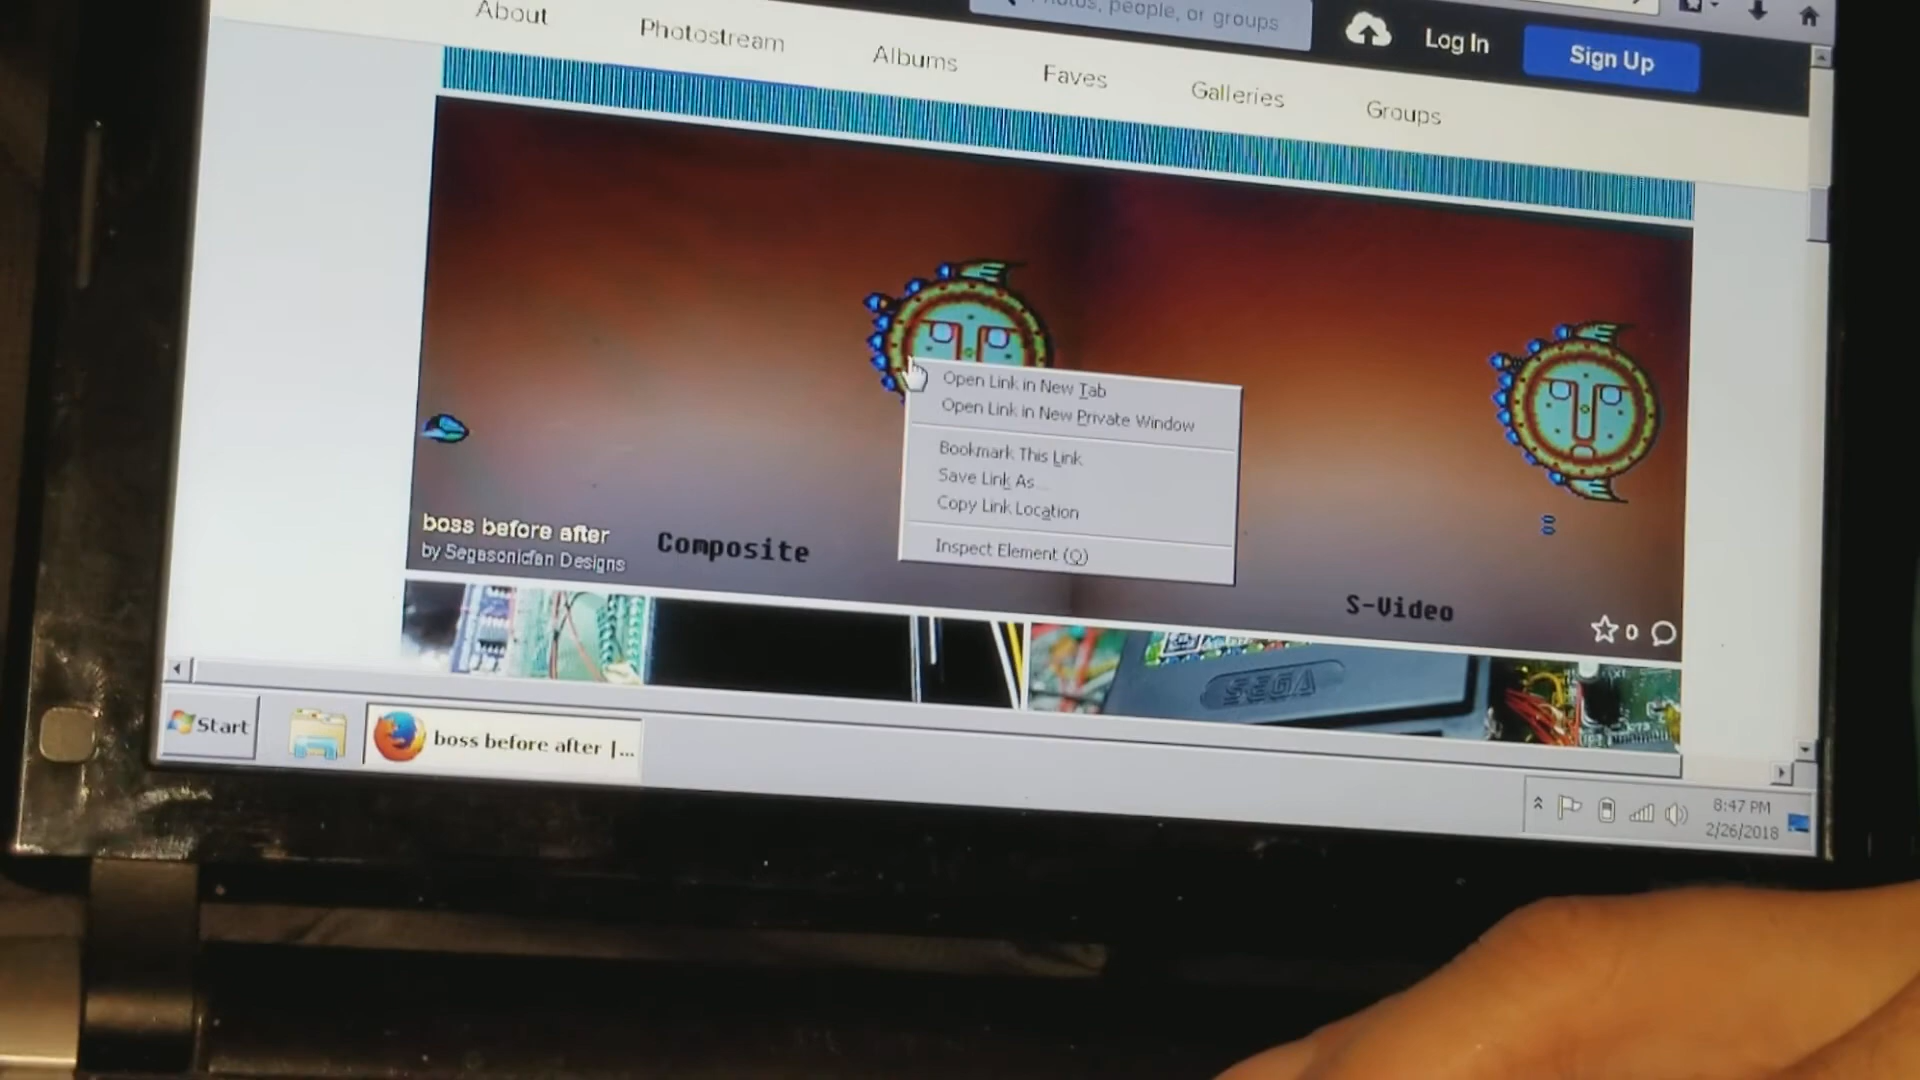 Photos, people, or groups
Log In
Sign Up
About
Photostream
Albums
Faves
Galleries
Groups
Open Link in New Tab
Open Link in New Private Window
Bookmark This Link
Save Link As...
Copy Link Location
Inspect Element (Q)
boss before after
by Segasonicfan Designs
Composite
S-Video
0
SEGA
Start
boss before after |...
8:47 PM
2/26/2018